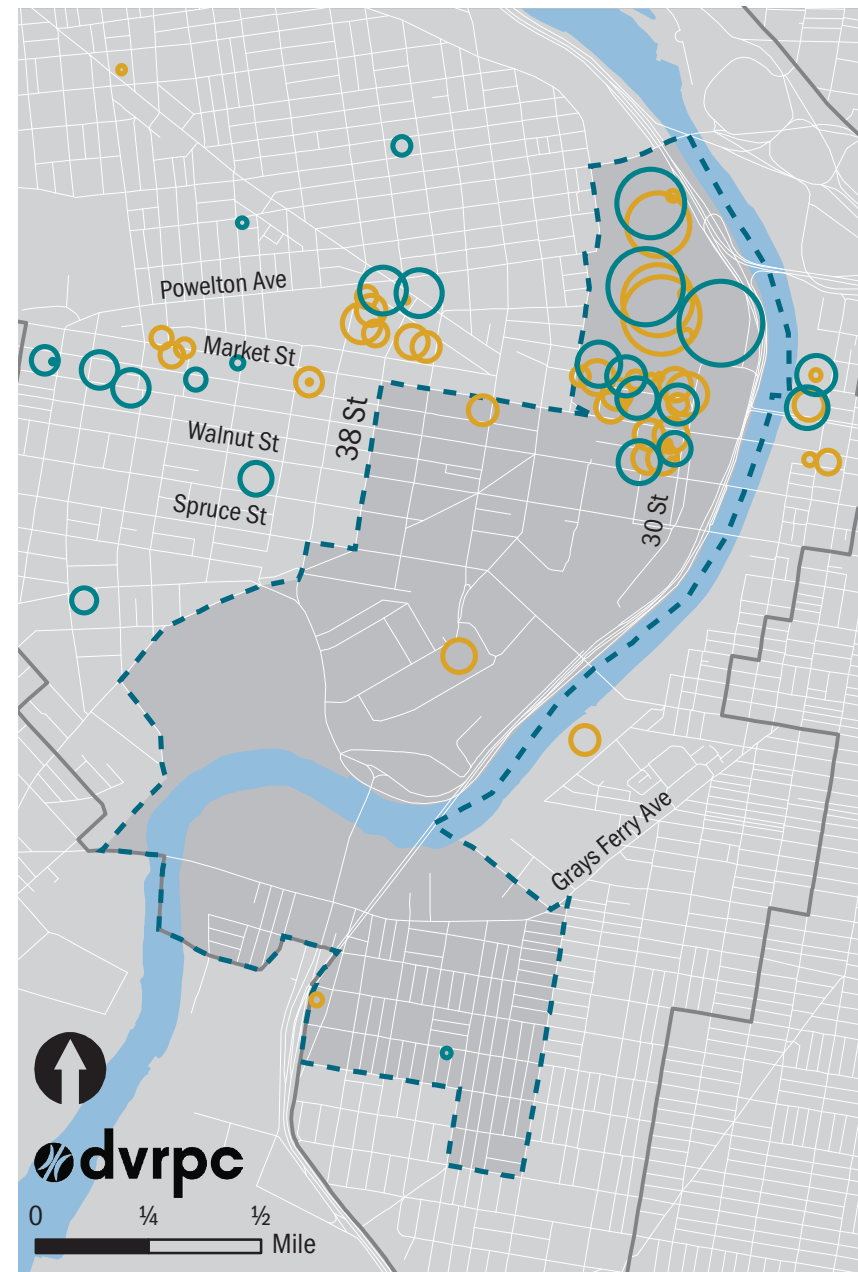 Powelton Ave
Market St
38 St
Walnut St
Spruce St
30 St
Grays Ferry Ave
dvrpc
0 ¼ ½
Mile